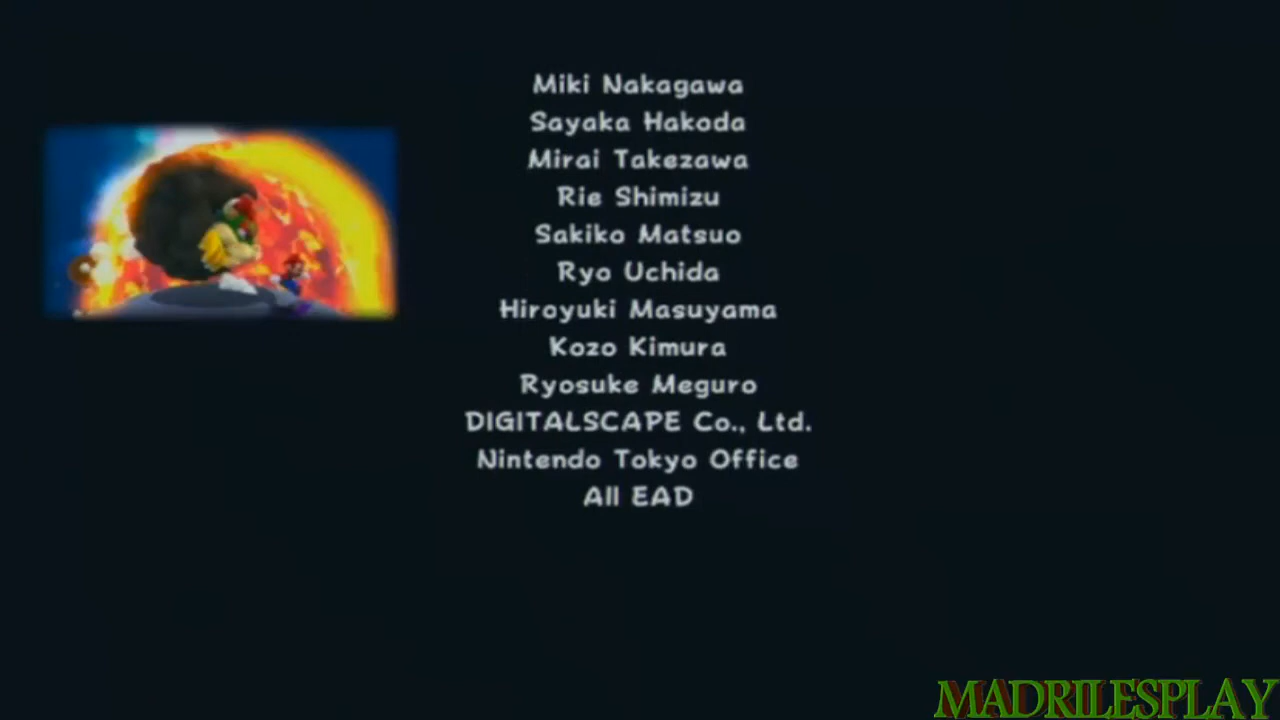 Miki Nakagawa
Sayaka Hakoda
Mirai Takezawa
Rie Shimizu
Sakiko Matsuo
Ryo Uchida
Hiroyuki Masuyama
Kozo Kimura
Ryosuke Meguro
DIGITALSCAPE Co., Ltd.
Nintendo Tokyo Office
All EAD
MADRILESPLAY